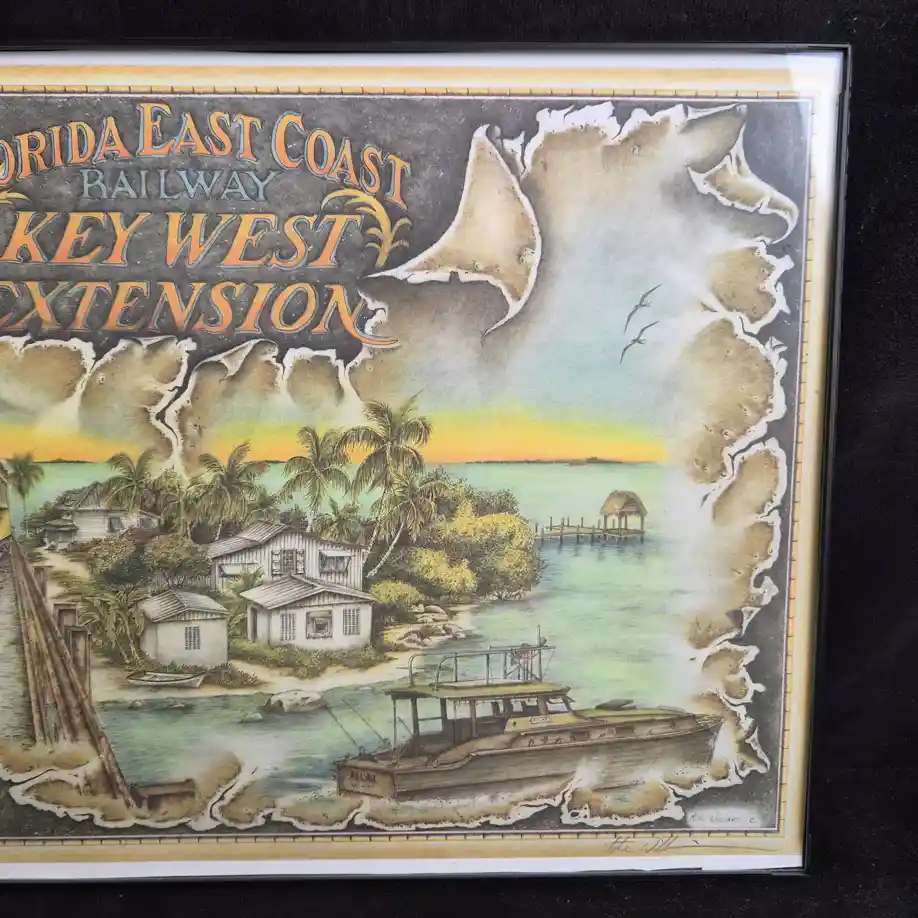 ORIDA EAST COAST
RAILWAY
KEY WEST
EXTENSION